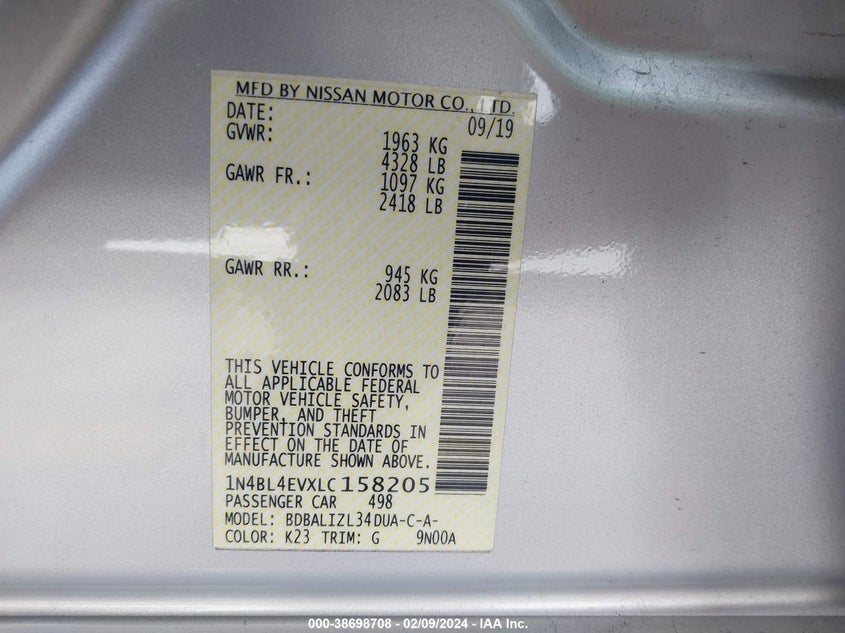 MFD BY NISSAN MOTOR CO., LTD.
DATE: 09/19
GVWR: 1963 KG
4328 LB
GAWR FR.: 1097 KG
2418 LB
GAWR RR.: 945 KG
2083 LB
THIS VEHICLE CONFORMS TO
ALL APPLICABLE FEDERAL
MOTOR VEHICLE SAFETY,
BUMPER, AND THEFT
PREVENTION STANDARDS IN
EFFECT ON THE DATE OF
MANUFACTURE SHOWN ABOVE.
1N4BL4EVXLC158205
PASSENGER CAR 498
MODEL: BDBALIZL34DUA-C-A-
COLOR: K23 TRIM: G 9N00A
000-38698708 - 02/09/2024 - IAA Inc.